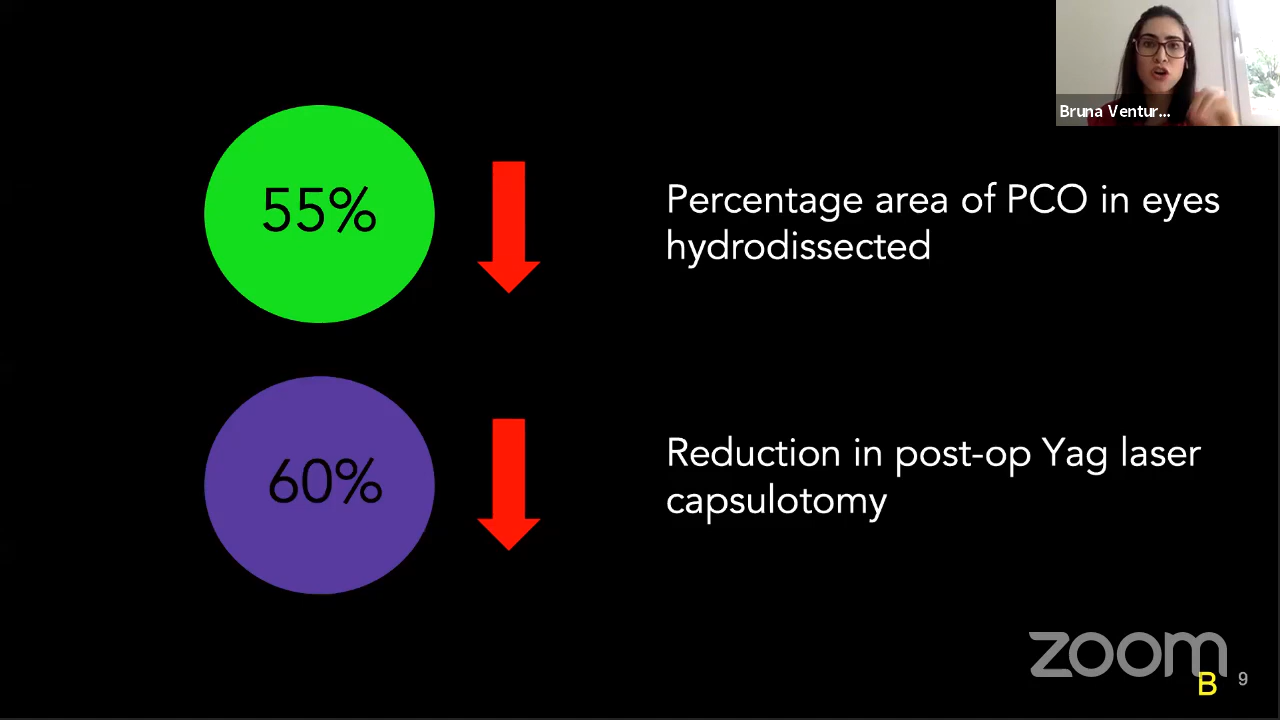 Bruna Ventur...
55%
Percentage area of PCO in eyes
hydrodissected
60%
Reduction in post-op Yag laser
capsulotomy
zoom
B 9